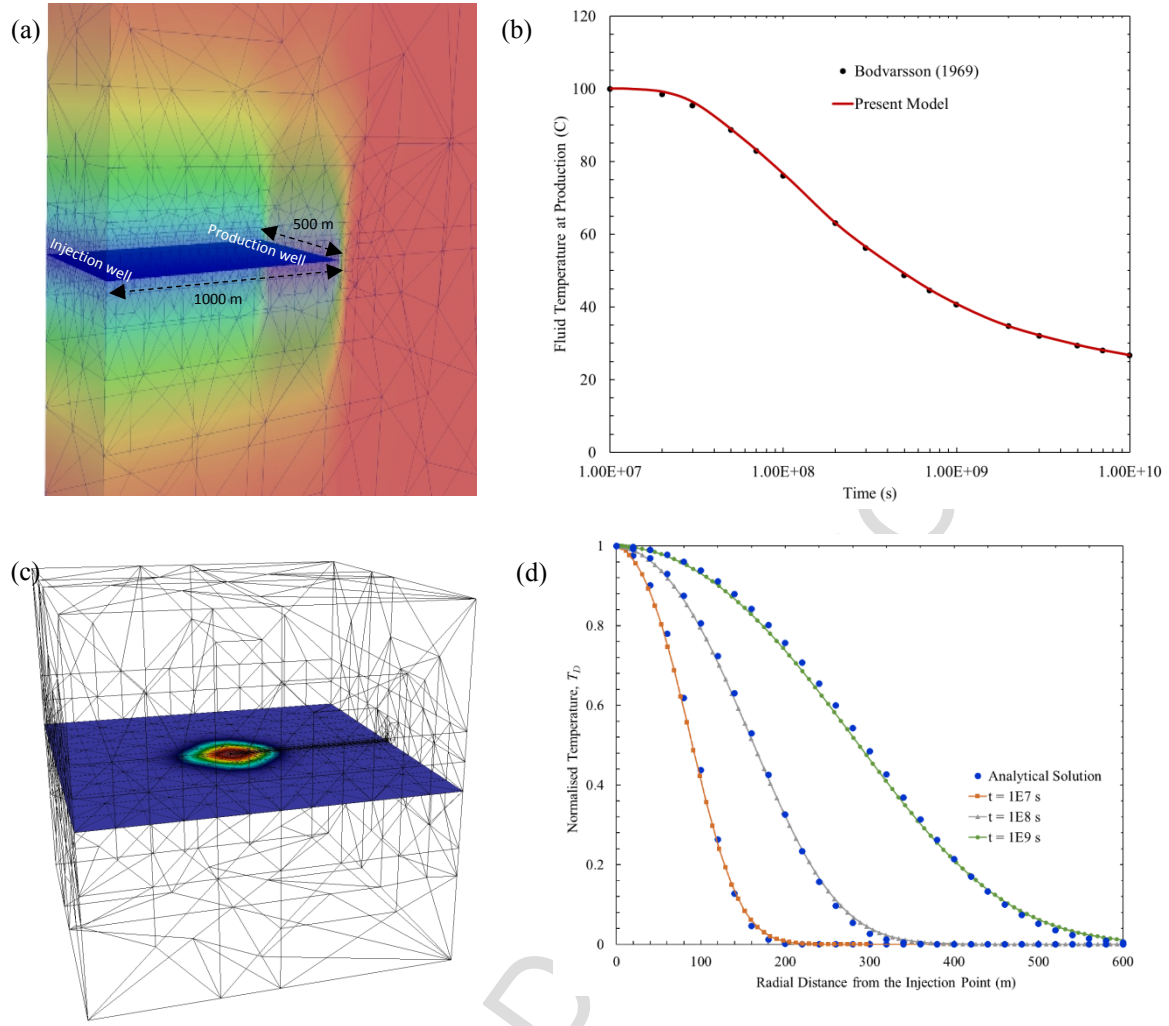 (a)
Injection well
Production well
500 m
1000 m
(b)
120
100
80
60
40
20
0
Fluid Temperature at Production (C)
Bodvarsson (1969)
Present Model
1.00E+07
1.00E+08
1.00E+09
1.00E+10
Time (s)
(c)
(d)
1
0.8
0.6
0.4
0.2
0
Normalised Temperature, T_D
Analytical Solution
t = 1E7 s
t = 1E8 s
t = 1E9 s
0
100
200
300
400
500
600
Radial Distance from the Injection Point (m)